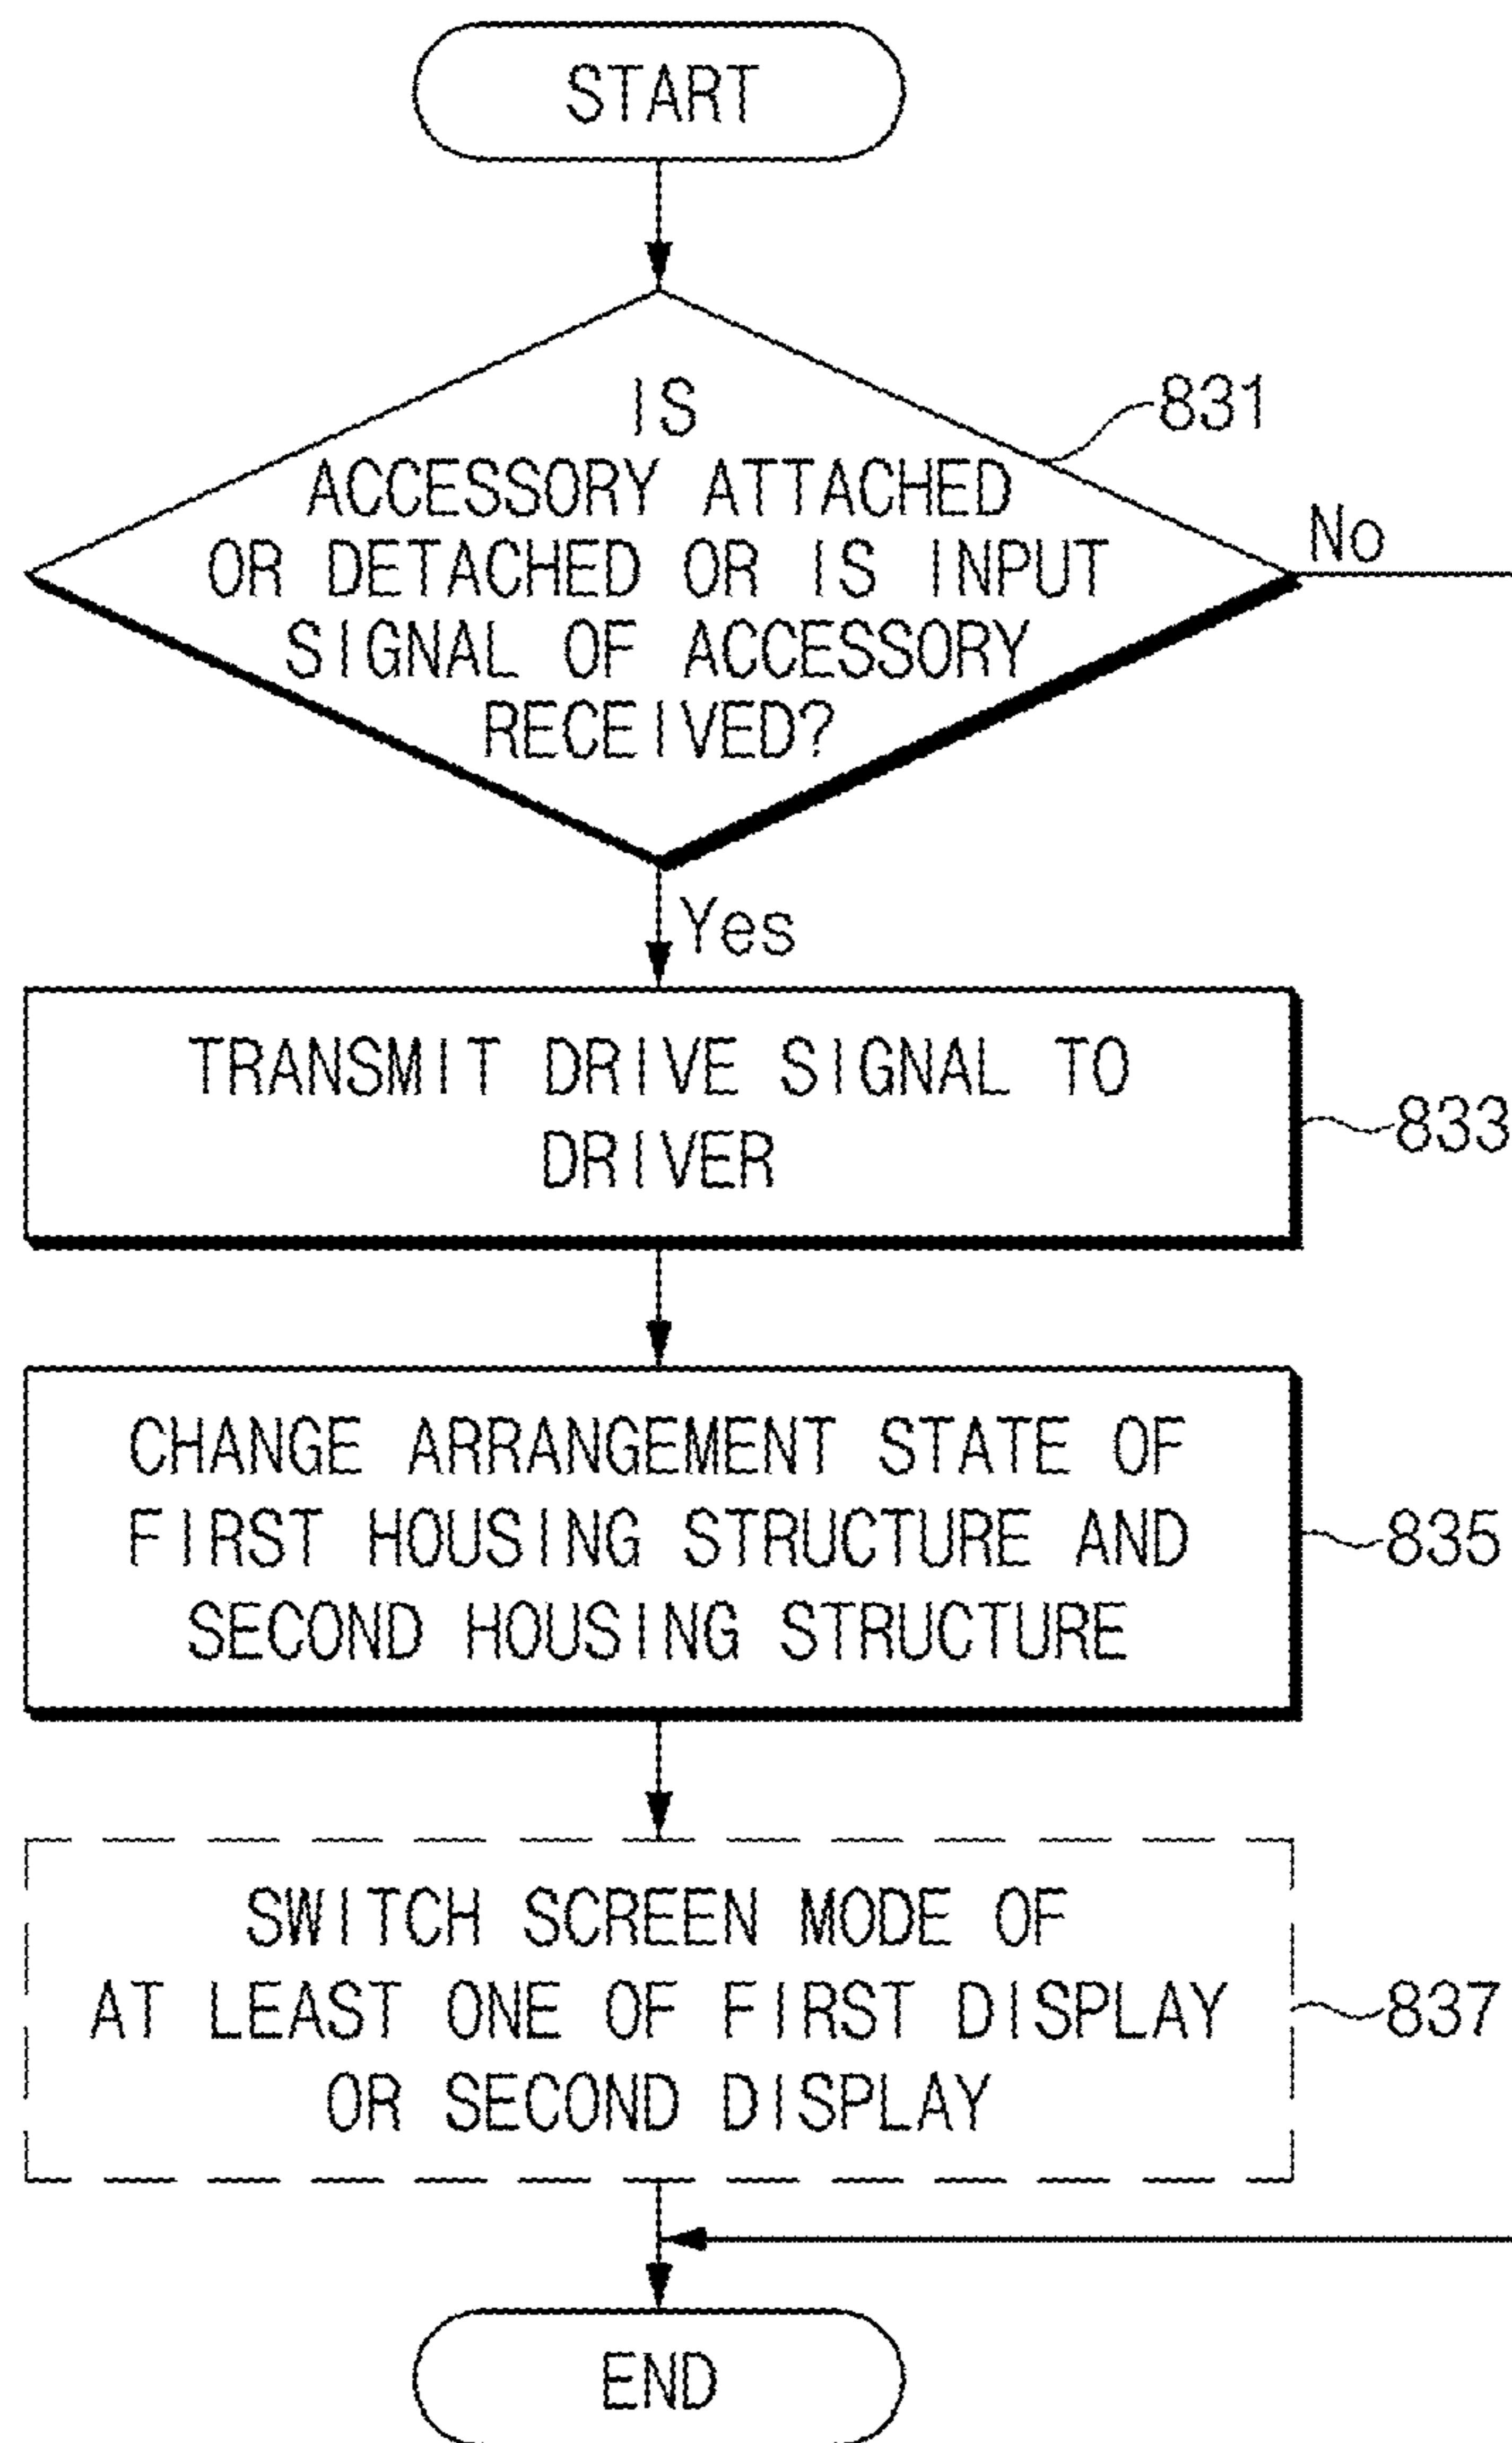 START
IS
ACCESSORY ATTACHED
OR DETACHED OR IS INPUT
SIGNAL OF ACCESSORY
RECEIVED?
831
No
Yes
TRANSMIT DRIVE SIGNAL TO
DRIVER
833
CHANGE ARRANGEMENT STATE OF
FIRST HOUSING STRUCTURE AND
SECOND HOUSING STRUCTURE
835
SWITCH SCREEN MODE OF
AT LEAST ONE OF FIRST DISPLAY
OR SECOND DISPLAY
837
END